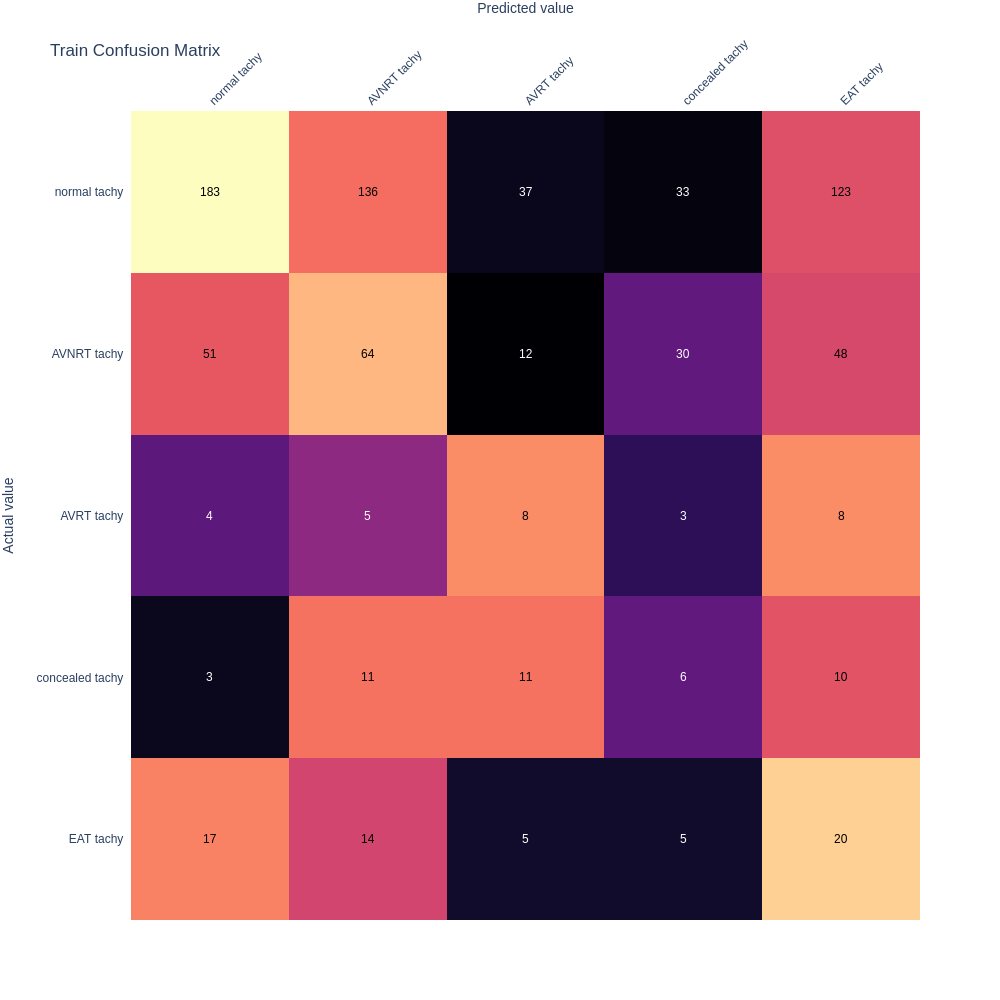 Predicted value
Train Confusion Matrix
normal tachy
AVNRT tachy
AVRT tachy
concealed tachy
EAT tachy
normal tachy 183 136 37 33 123
AVNRT tachy 51 64 12 30 48
Actual value
AVRT tachy 4 5 8 3 8
concealed tachy 3 11 11 6 10
EAT tachy 17 14 5 5 20